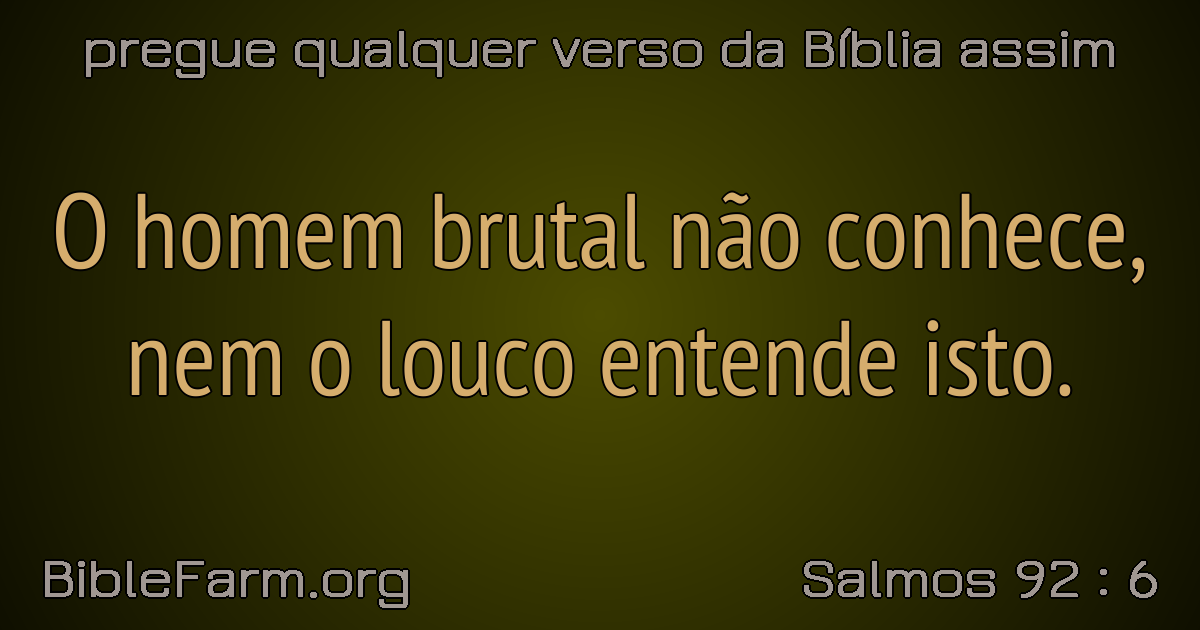 pregue qualquer verso da Bíblia assim
O homem brutal não conhece,
nem o louco entende isto.
BibleFarm.org
Salmos 92 : 6